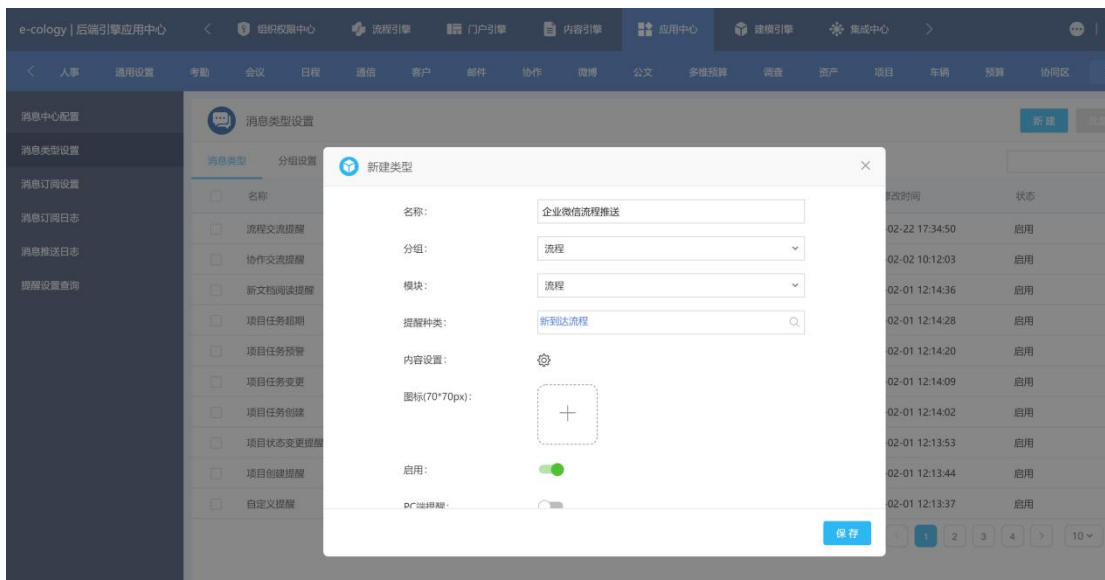 e-cology | 后端引擎应用中心 组织权限中心 流程引擎 门户引擎 内容引擎 应用中心 建模引擎 集成中心
人事 通用设置 考勤 会议 日程 通信 客户 邮件 协作 微博 公文 多维预算 调查 资产 项目 车辆 预算 协同区
消息中心配置
消息类型设置
消息订阅设置
消息订阅日志
消息推送日志
提醒设置查询
消息类型设置 新建
消息类型 分组设置
名称 修改时间 状态
流程交流提醒 02-22 17:34:50 启用
协作交流提醒 02-02 10:12:03 启用
新文档阅读提醒 02-01 12:14:36 启用
项目任务超期 02-01 12:14:28 启用
项目任务预警 02-01 12:14:20 启用
项目任务变更 02-01 12:14:09 启用
项目任务创建 02-01 12:14:02 启用
项目状态变更提醒 02-01 12:13:53 启用
项目创建提醒 02-01 12:13:44 启用
自定义提醒 02-01 12:13:37 启用
1 2 3 4 10
新建类型
名称: 企业微信流程推送
分组: 流程
模块: 流程
提醒种类: 新到达流程
内容设置:
图标(70*70px):
启用:
PC端提醒:
保存